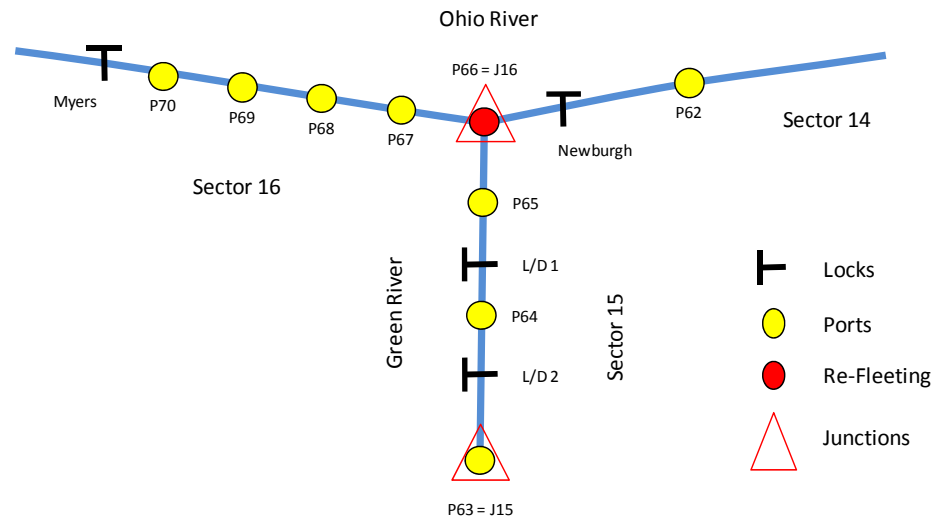 Ohio River
P66 = J16
Myers
P70
P69
P68
P67
P62
Newburgh
Sector 14
Sector 16
P65
L/D 1
Green River
P64
Sector 15
L/D 2
P63 = J15
Locks
Ports
Re-Fleeting
Junctions